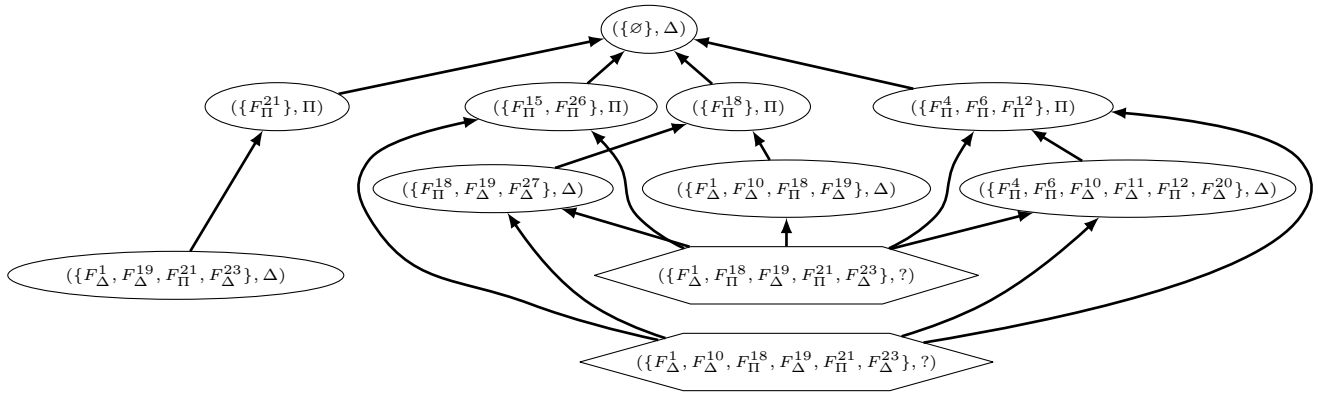 ({∅}, Δ)
({F_Π^21}, Π)
({F_Π^15, F_Π^26}, Π)
({F_Π^18}, Π)
({F_Π^4, F_Π^6, F_Π^12}, Π)
({F_Π^18, F_Δ^19, F_Δ^27}, Δ)
({F_Δ^1, F_Δ^10, F_Π^18, F_Δ^19}, Δ)
({F_Π^4, F_Π^6, F_Δ^10, F_Δ^11, F_Π^12, F_Δ^20}, Δ)
({F_Δ^1, F_Δ^19, F_Π^21, F_Δ^23}, Δ)
({F_Δ^1, F_Π^18, F_Δ^19, F_Π^21, F_Δ^23}, ?)
({F_Δ^1, F_Δ^10, F_Π^18, F_Δ^19, F_Π^21, F_Δ^23}, ?)